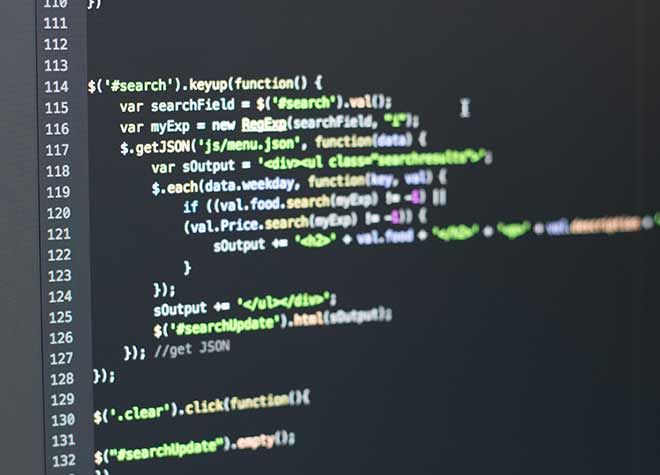 110 })
111
112
113
114 $('#search').keyup(function() {
115 var searchField = $('#search').val();
116 var myExp = new RegExp(searchField, "i");
117 $.getJSON('js/menu.json', function(data) {
118 var sOutput = '<div><ul class="searchresults">';
119 $.each(data.weekday, function(key, val) {
120 if ((val.food.search(myExp) != -1) ||
121 (val.Price.search(myExp) != -1)) {
122 sOutput += '<h2>' + val.food + '</h2>' + '<p>' + val.description +
123 }
124 });
125 sOutput += '</ul></div>';
126 $('#searchUpdate').html(sOutput);
127 }); //get JSON
128 });
129
130 $('.clear').click(function(){
131
132 $("#searchUpdate").empty();
})